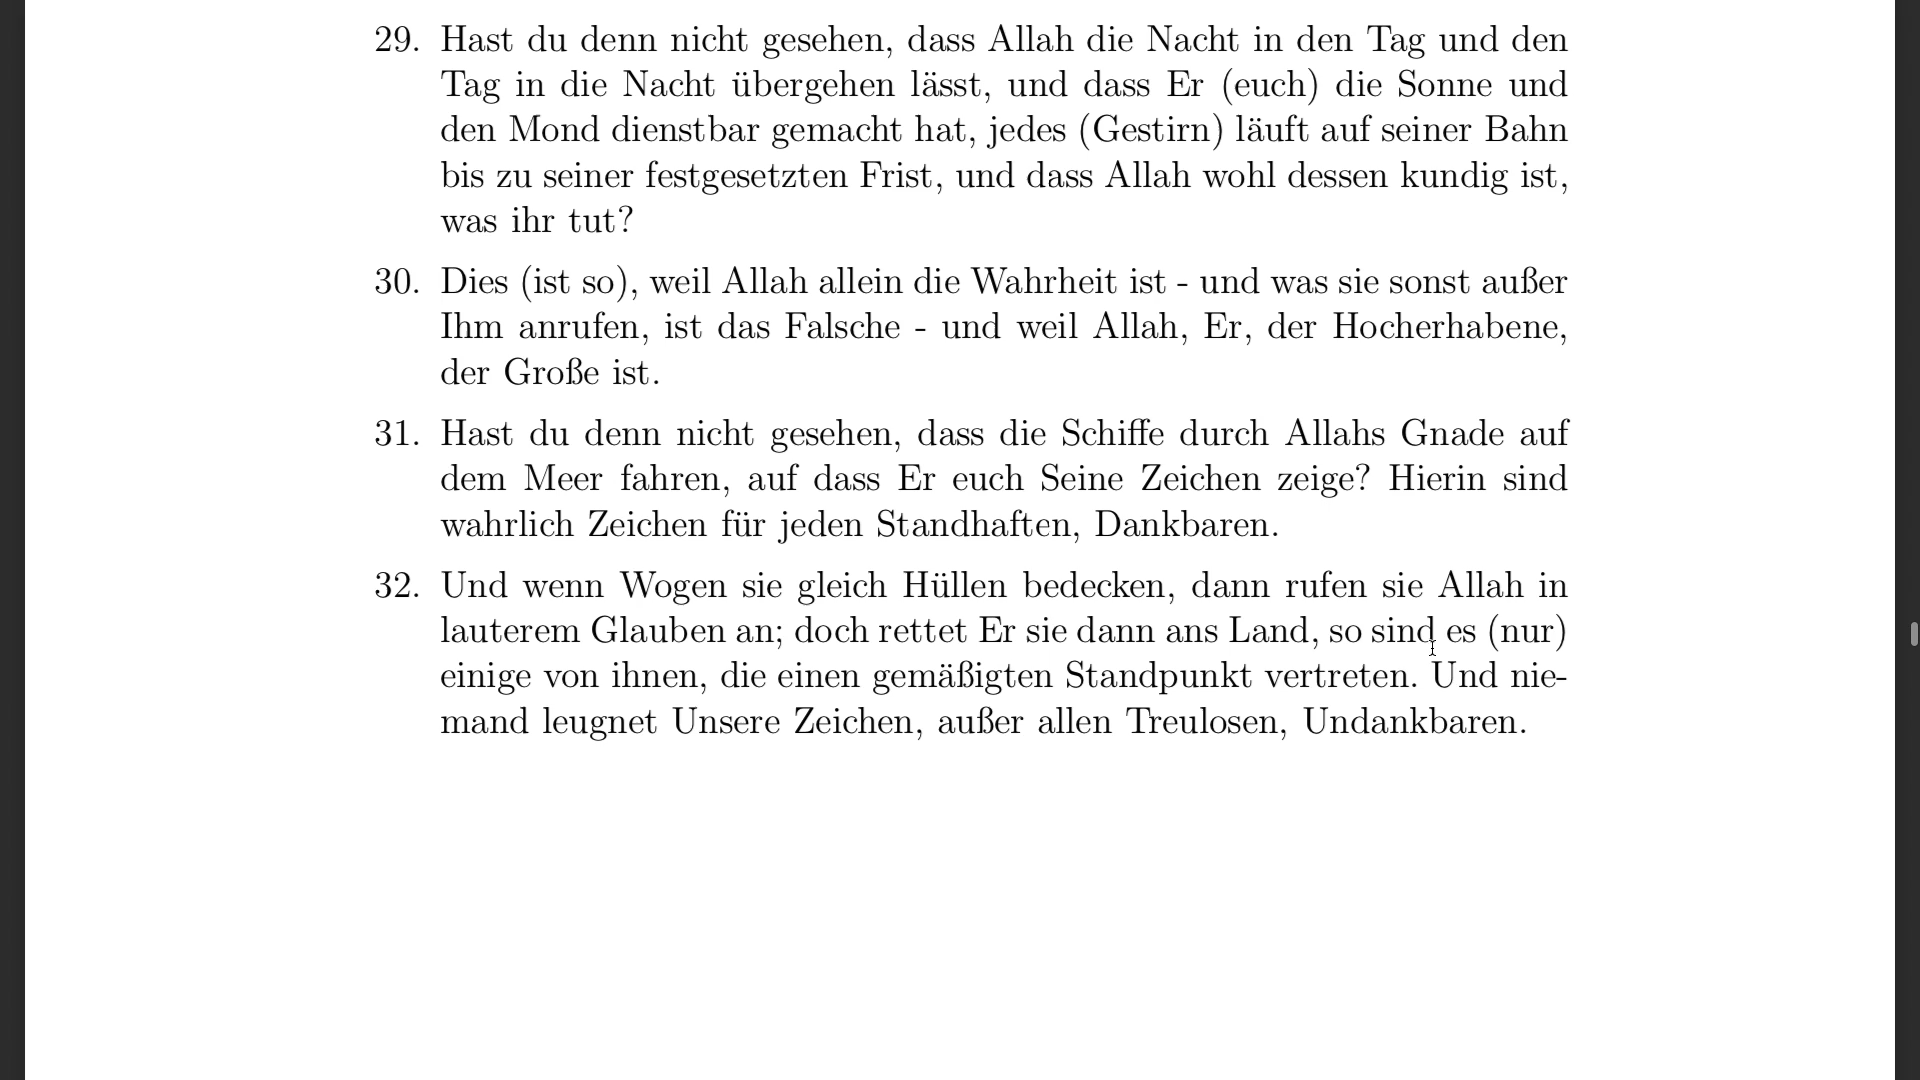 29. Hast du denn nicht gesehen, dass Allah die Nacht in den Tag und den
Tag in die Nacht übergehen lässt, und dass Er (euch) die Sonne und
den Mond dienstbar gemacht hat, jedes (Gestirn) läuft auf seiner Bahn
bis zu seiner festgesetzten Frist, und dass Allah wohl dessen kundig ist,
was ihr tut?
30. Dies (ist so), weil Allah allein die Wahrheit ist - und was sie sonst außer
Ihm anrufen, ist das Falsche - und weil Allah, Er, der Hocherhabene,
der Große ist.
31. Hast du denn nicht gesehen, dass die Schiffe durch Allahs Gnade auf
dem Meer fahren, auf dass Er euch Seine Zeichen zeige? Hierin sind
wahrlich Zeichen für jeden Standhaften, Dankbaren.
32. Und wenn Wogen sie gleich Hüllen bedecken, dann rufen sie Allah in
lauterem Glauben an; doch rettet Er sie dann ans Land, so sind es (nur)
einige von ihnen, die einen gemäßigten Standpunkt vertreten. Und nie-
mand leugnet Unsere Zeichen, außer allen Treulosen, Undankbaren.